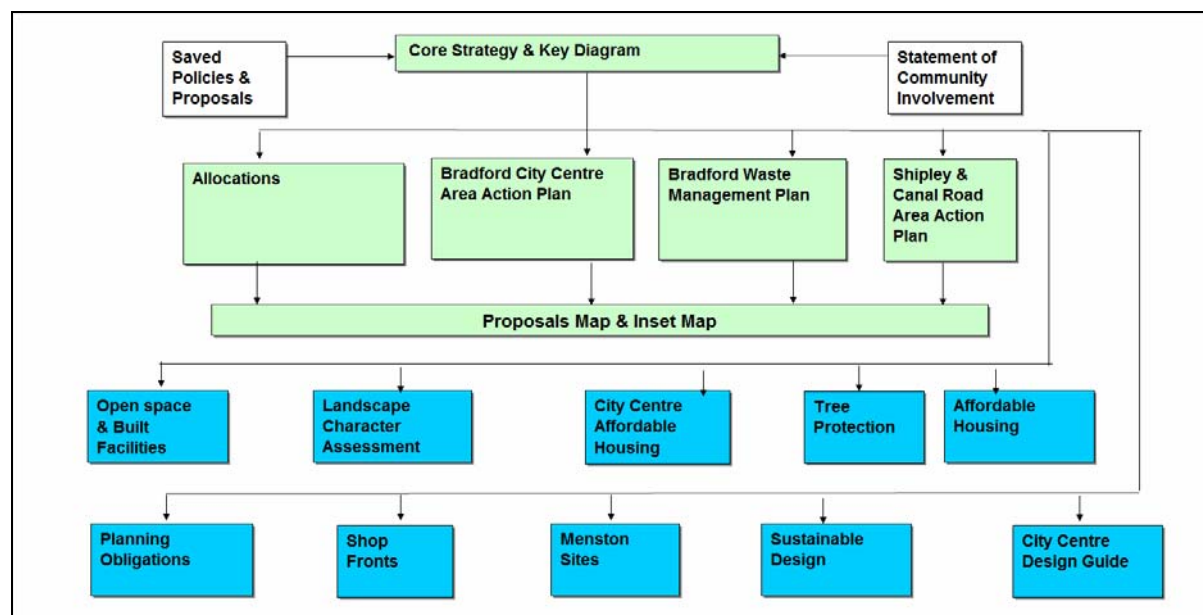 Saved
Policies &
Proposals
Core Strategy & Key Diagram
Statement of
Community
Involvement
Allocations
Bradford City Centre
Area Action Plan
Bradford Waste
Management Plan
Shipley &
Canal Road
Area Action
Plan
Proposals Map & Inset Map
Open space
& Built
Facilities
Landscape
Character
Assessment
City Centre
Affordable
Housing
Tree
Protection
Affordable
Housing
Planning
Obligations
Shop
Fronts
Menston
Sites
Sustainable
Design
City Centre
Design Guide